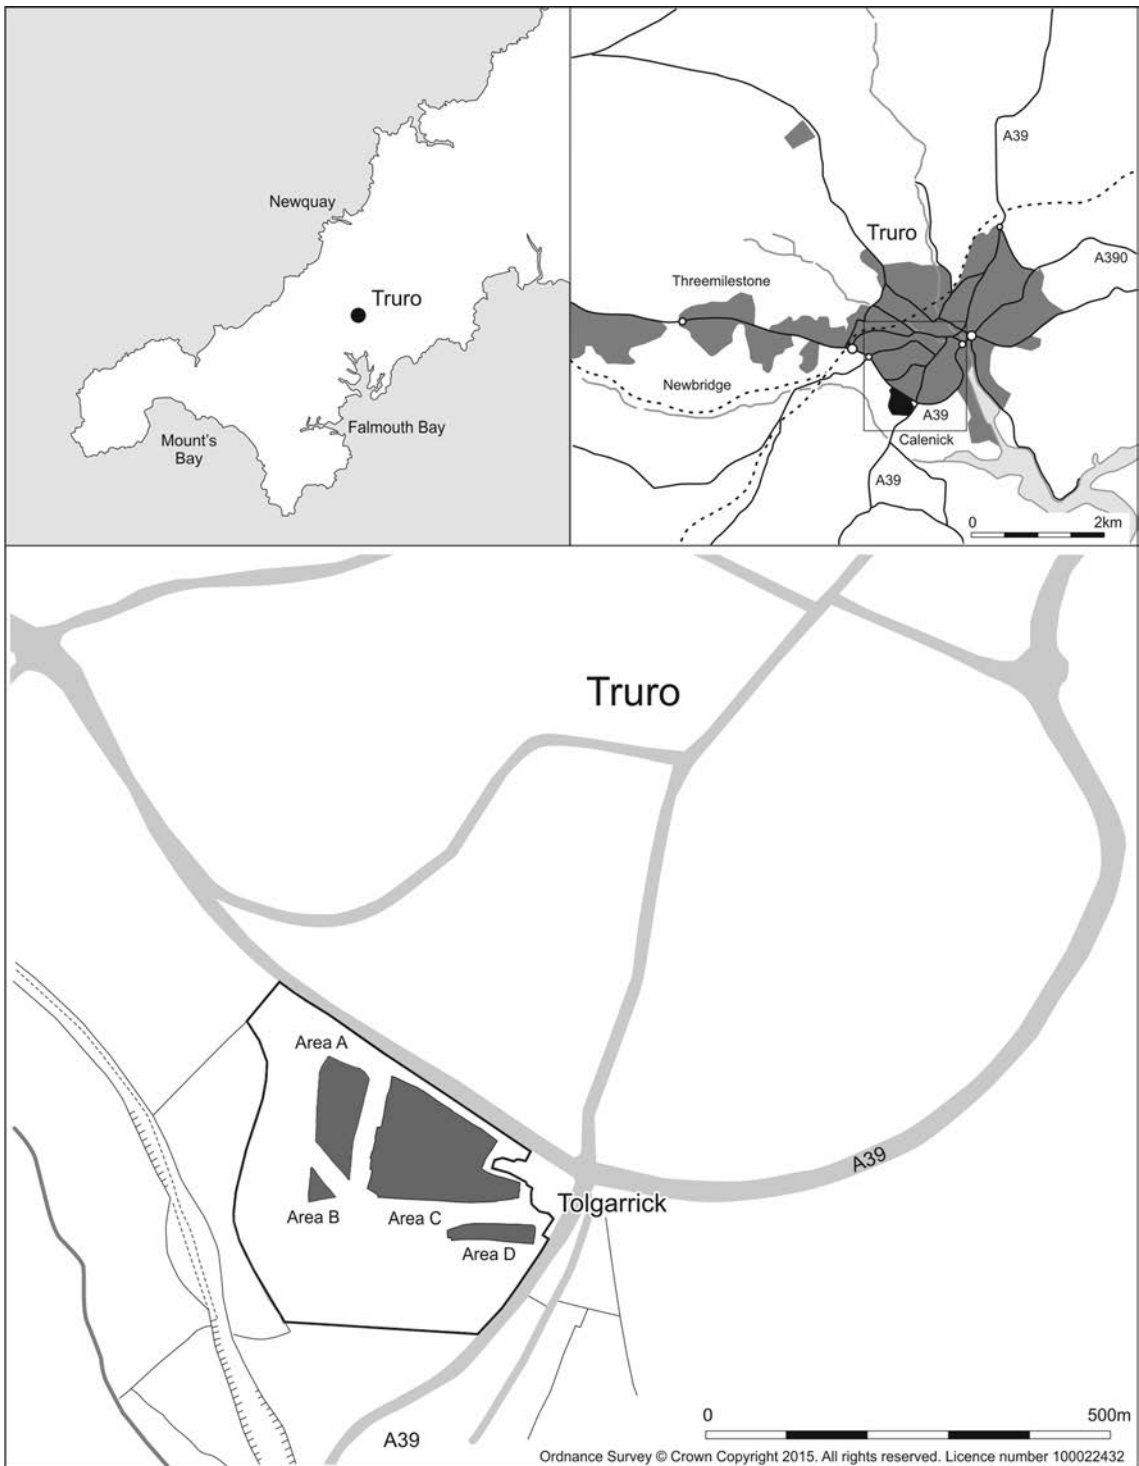 Newquay
Truro
Falmouth Bay
Mount's
Bay
A39
Truro
A390
Threemilestone
Newbridge
A39
Calenick
A39
0 2km
Truro
Area A
Area B
Area C
Area D
Tolgarrick
A39
A39
0 500m
Ordnance Survey © Crown Copyright 2015. All rights reserved. Licence number 100022432